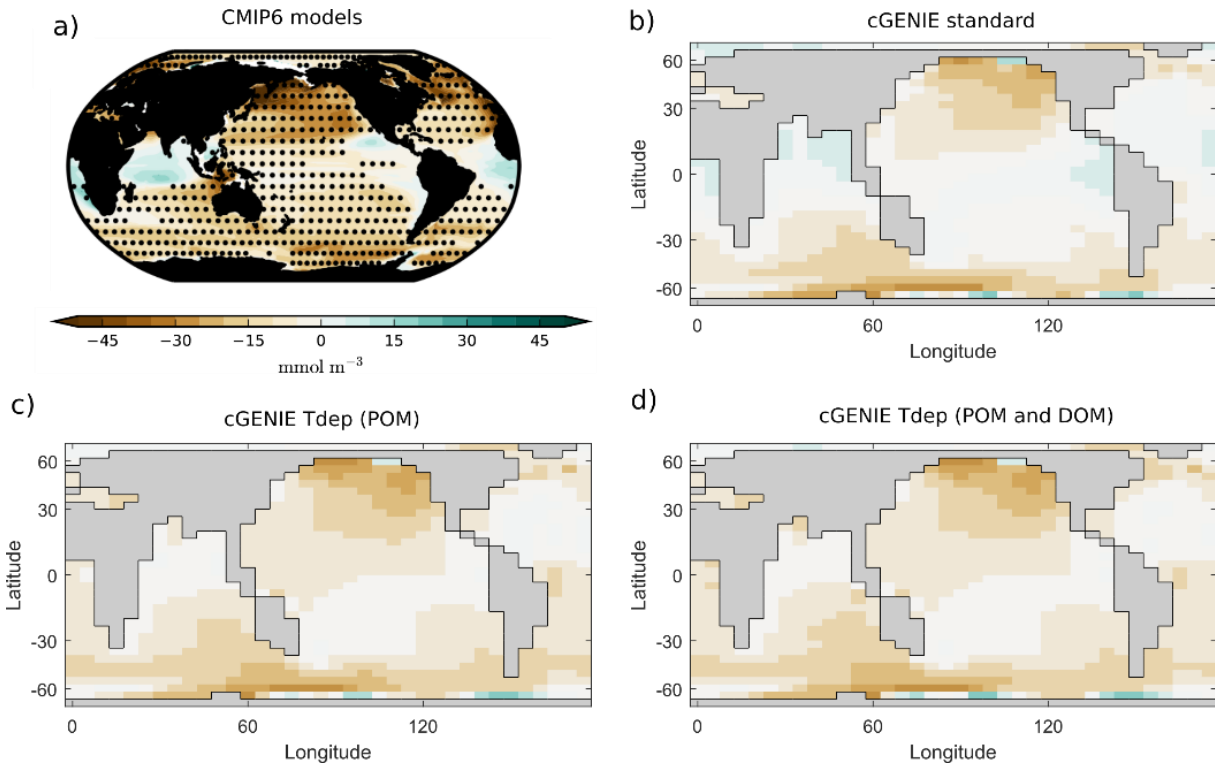 a)
CMIP6 models
−45 −30 −15 0 15 30 45
mmol m⁻³
b)
cGENIE standard
60
30
0
-30
-60
Latitude
0 60 120
Longitude
c)
cGENIE Tdep (POM)
60
30
0
-30
-60
Latitude
0 60 120
Longitude
d)
cGENIE Tdep (POM and DOM)
60
30
0
-30
-60
Latitude
0 60 120
Longitude